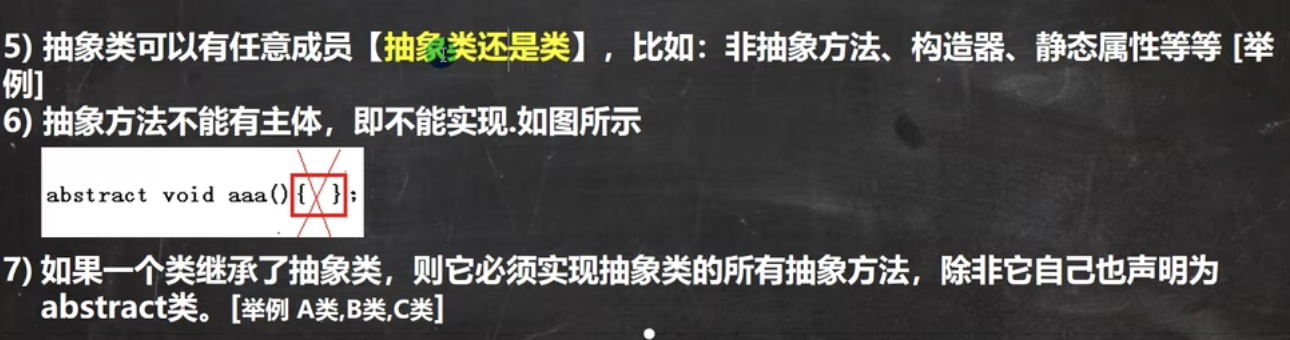 5) 抽象类可以有任意成员【抽象类还是类】，比如：非抽象方法、构造器、静态属性等等 [举
例]
6) 抽象方法不能有主体，即不能实现.如图所示
abstract void aaa(){ };
7) 如果一个类继承了抽象类，则它必须实现抽象类的所有抽象方法，除非它自己也声明为
abstract类。[举例 A类,B类,C类]